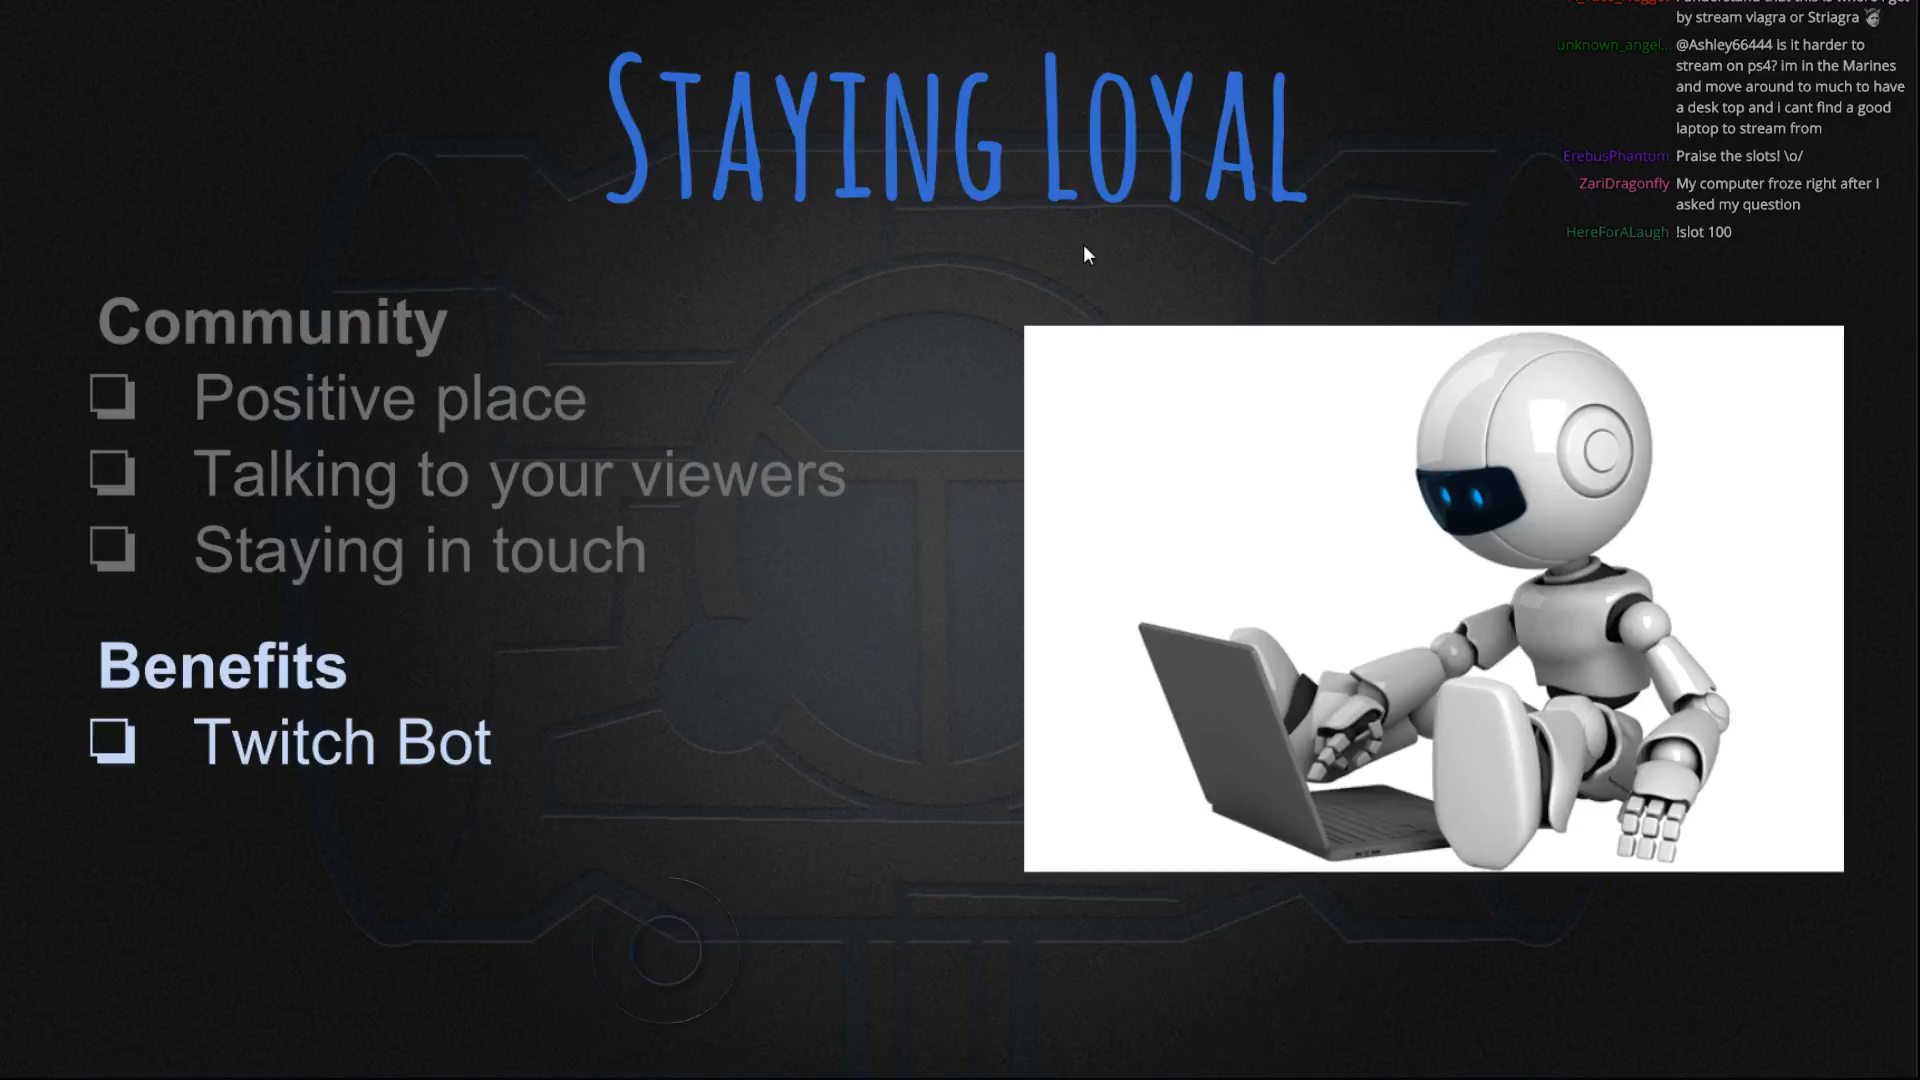 by stream viagra or Striagra
unknown_angel... @Ashley66444 is it harder to
stream on ps4? im in the Marines
and move around to much to have
a desk top and i cant find a good
laptop to stream from
ErebusPhantom Praise the slots! \o/
ZariDragonfly My computer froze right after I
asked my question
HereForALaugh !slot 100
STAYING LOYAL
Community
Positive place
Talking to your viewers
Staying in touch
Benefits
Twitch Bot